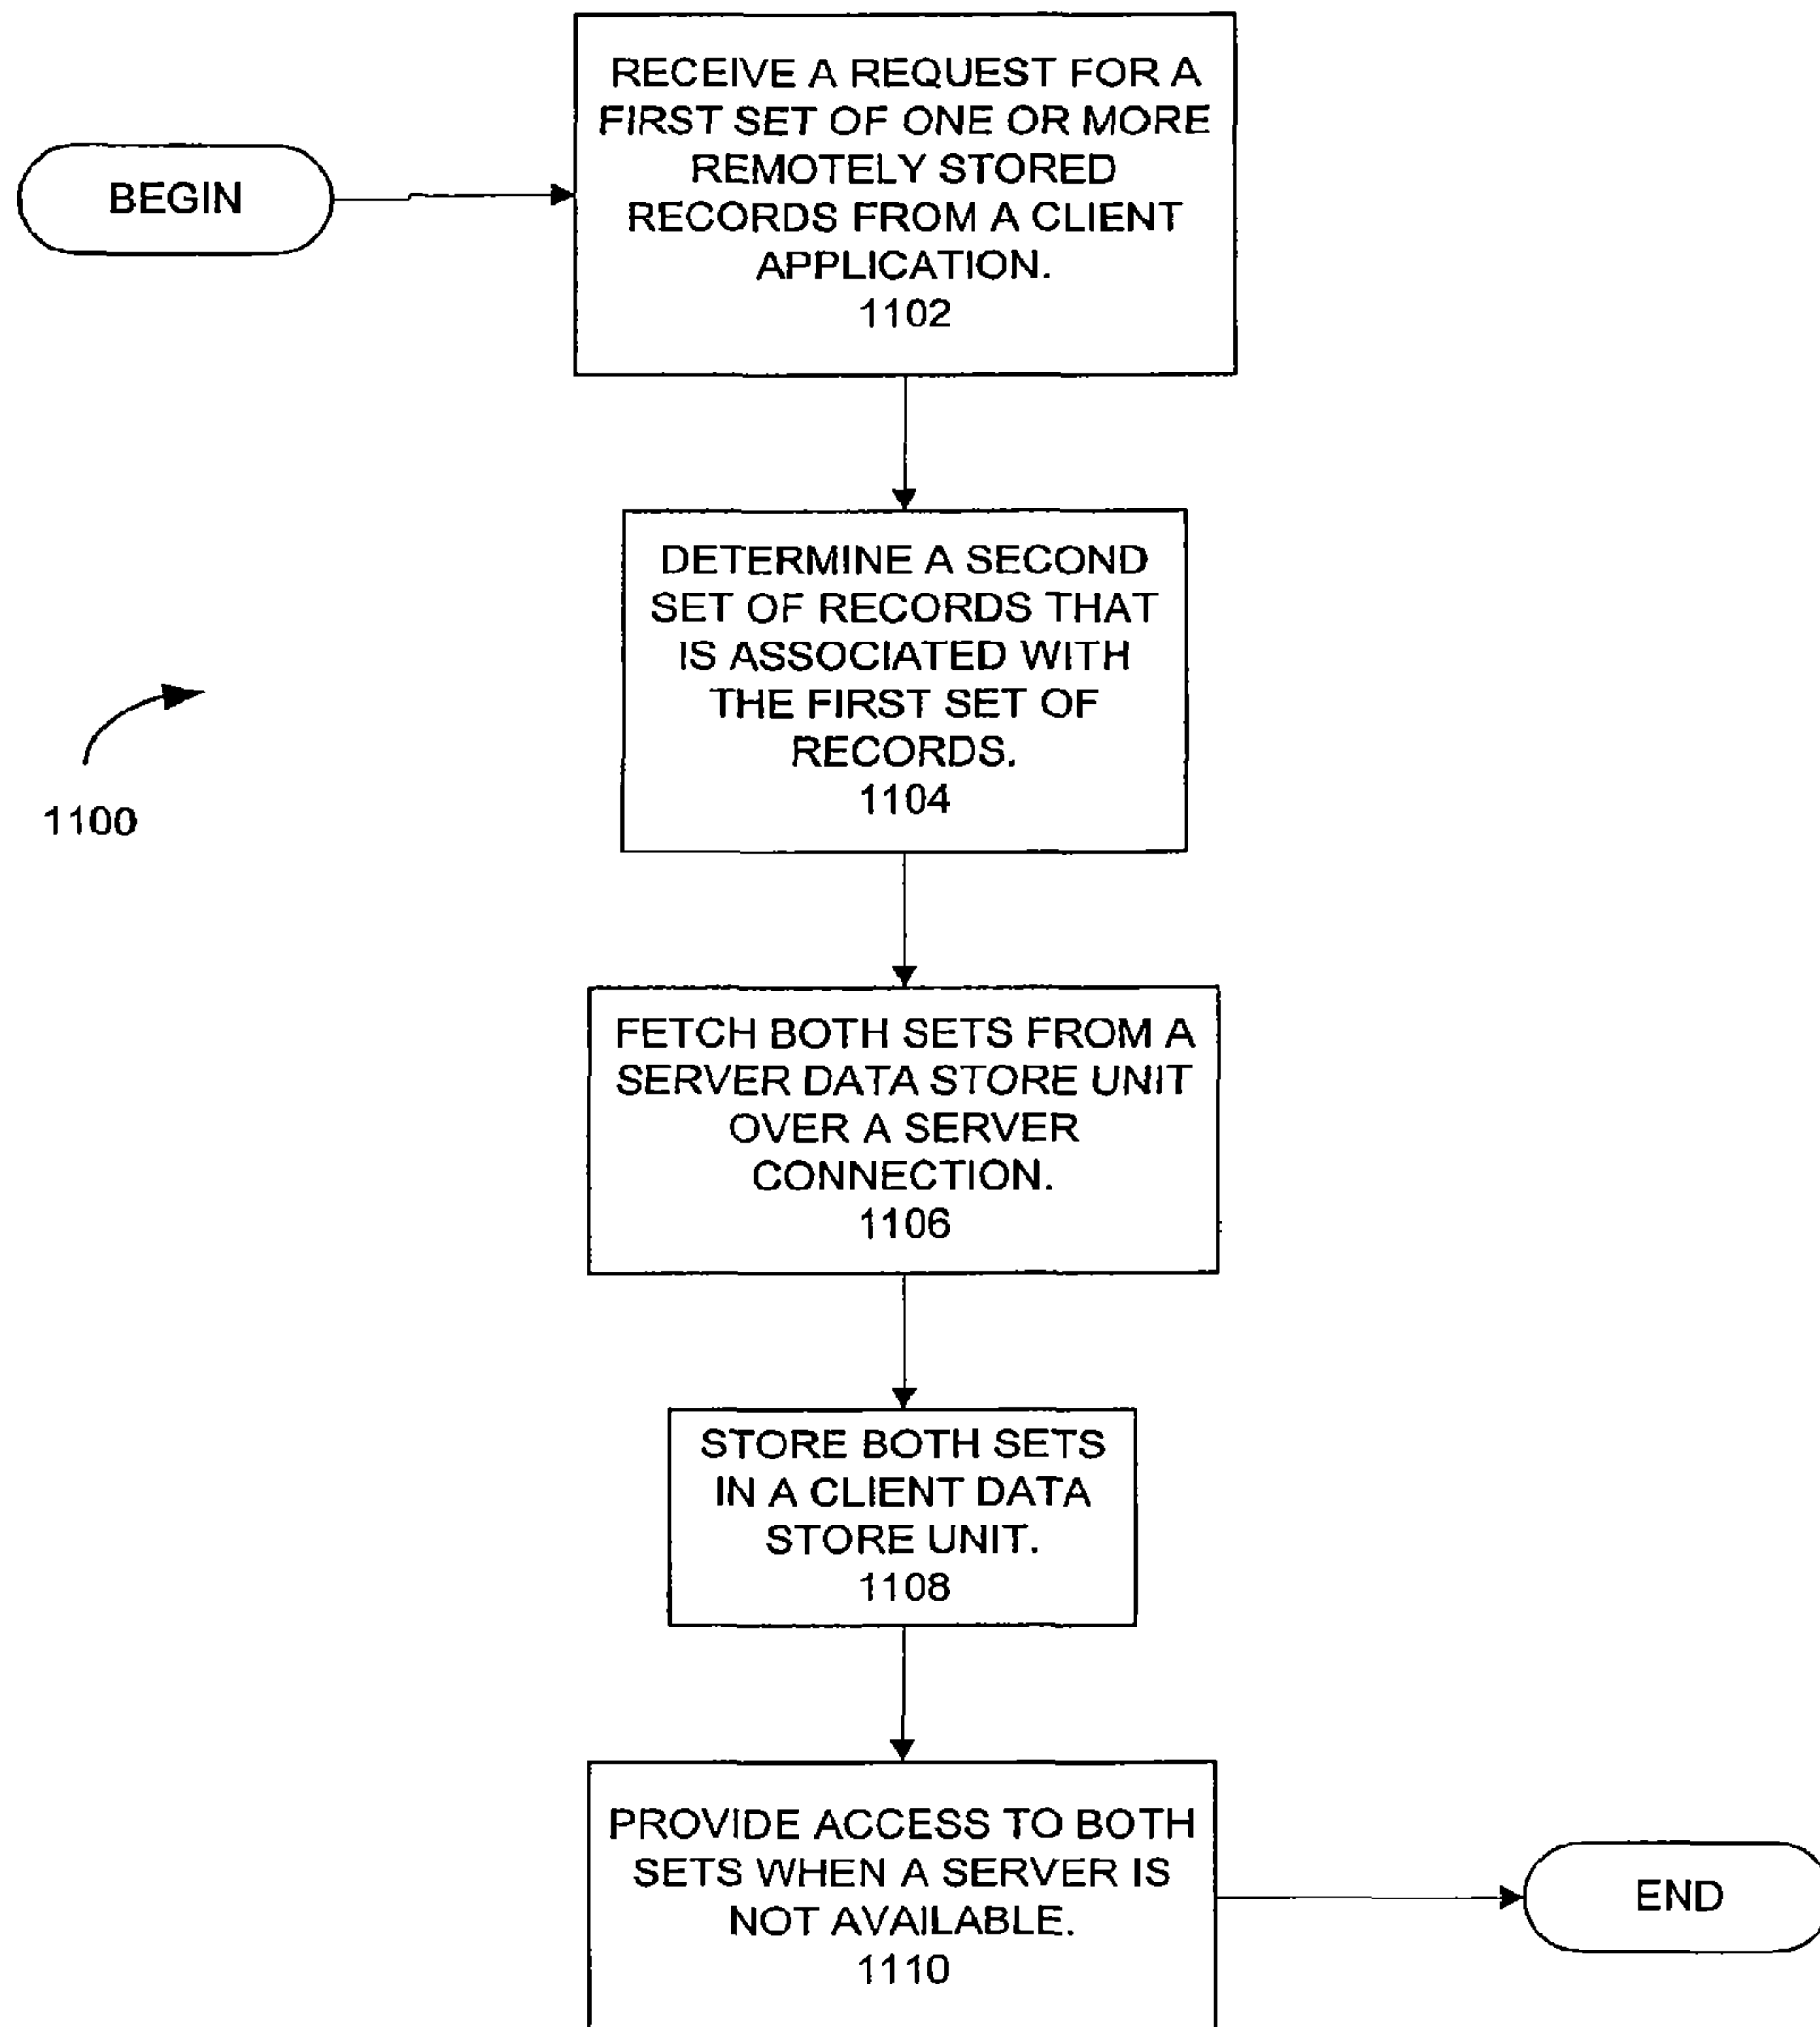 BEGIN
RECEIVE A REQUEST FOR A
FIRST SET OF ONE OR MORE
REMOTELY STORED
RECORDS FROM A CLIENT
APPLICATION.
1102
DETERMINE A SECOND
SET OF RECORDS THAT
IS ASSOCIATED WITH
THE FIRST SET OF
RECORDS.
1104
1100
FETCH BOTH SETS FROM A
SERVER DATA STORE UNIT
OVER A SERVER
CONNECTION.
1106
STORE BOTH SETS
IN A CLIENT DATA
STORE UNIT.
1108
PROVIDE ACCESS TO BOTH
SETS WHEN A SERVER IS
NOT AVAILABLE.
1110
END